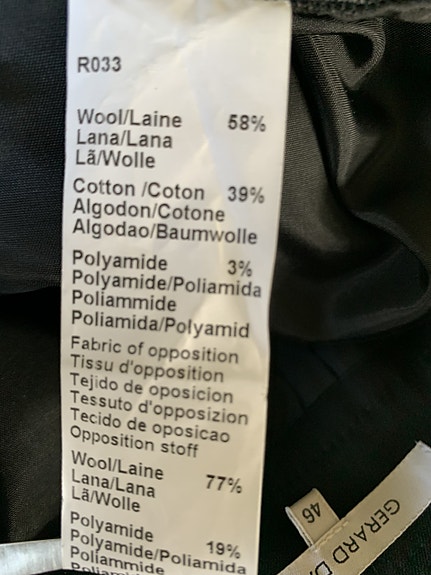 R033
Wool/Laine 58%
Lana/Lana
Lã/Wolle
Cotton /Coton 39%
Algodon/Cotone
Algodao/Baumwolle
Polyamide 3%
Polyamide/Poliamida
Poliammide
Poliamida/Polyamid
Fabric of opposition
Tissu d'opposition
Tejido de oposicion
Tessuto d'opposizion
Tecido de oposicao
Opposition stoff
Wool/Laine 77%
Lana/Lana
Lã/Wolle
Polyamide 19%
Polyamide/Poliamida
Poliammide
46
GERARD